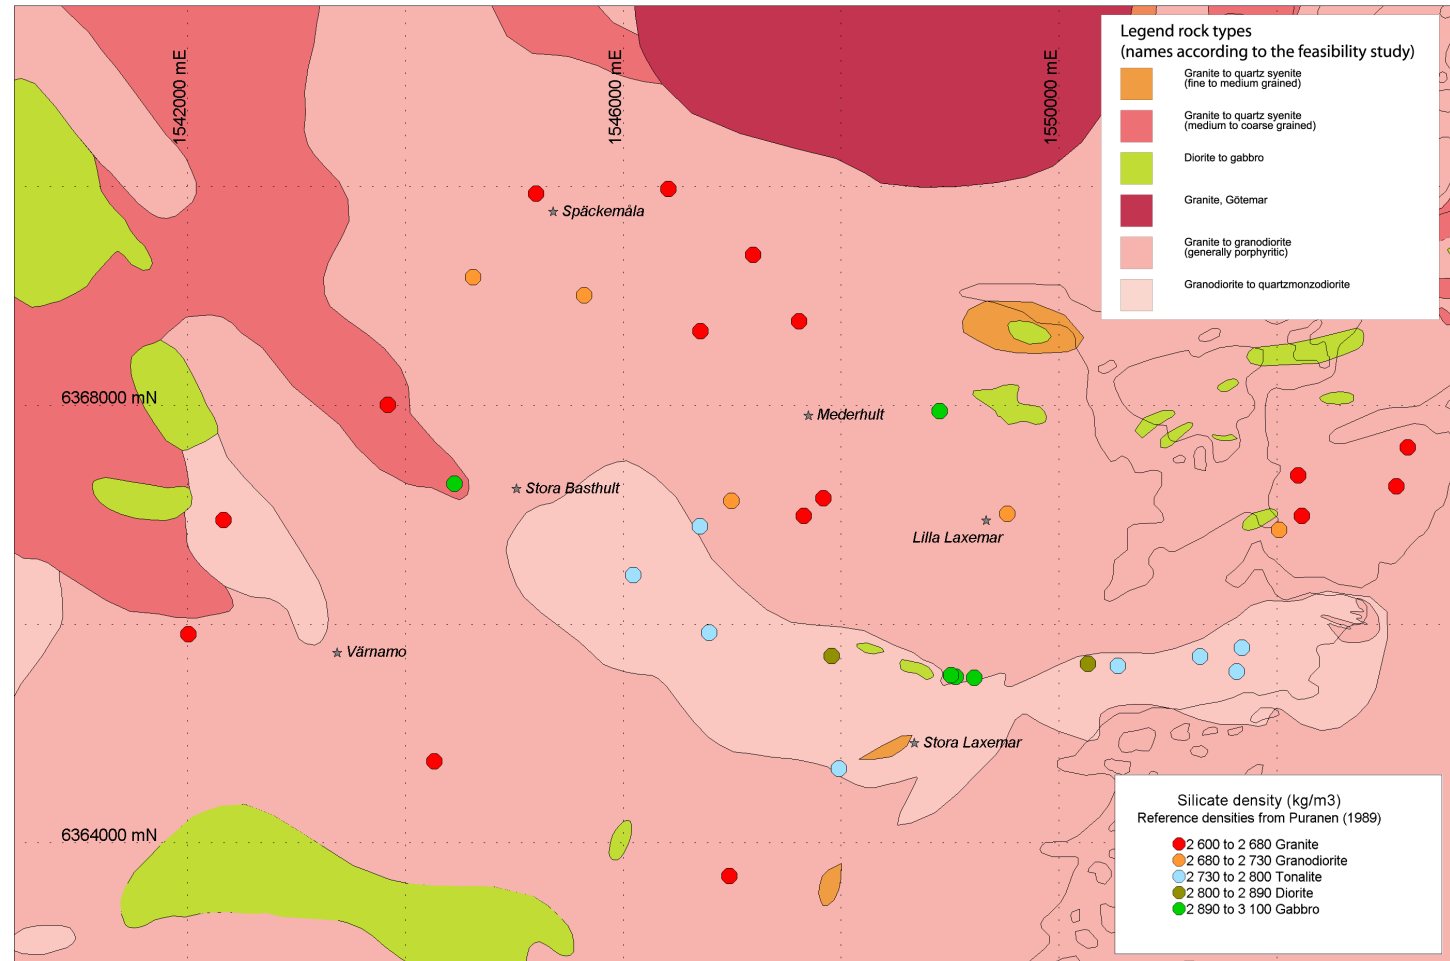 1542000 mE
1546000 mE
1550000 mE
Legend rock types
(names according to the feasibility study)
Granite to quartz syenite
(fine to medium grained)
Granite to quartz syenite
(medium to coarse grained)
Diorite to gabbro
Granite, Götemar
Granite to granodiorite
(generally porphyritic)
Granodiorite to quartzmonzodiorite
Späckemåla
6368000 mN
Mederhult
Stora Basthult
Lilla Laxemar
Värnamo
Stora Laxemar
6364000 mN
Silicate density (kg/m3)
Reference densities from Puranen (1989)
2 600 to 2 680 Granite
2 680 to 2 730 Granodiorite
2 730 to 2 800 Tonalite
2 800 to 2 890 Diorite
2 890 to 3 100 Gabbro